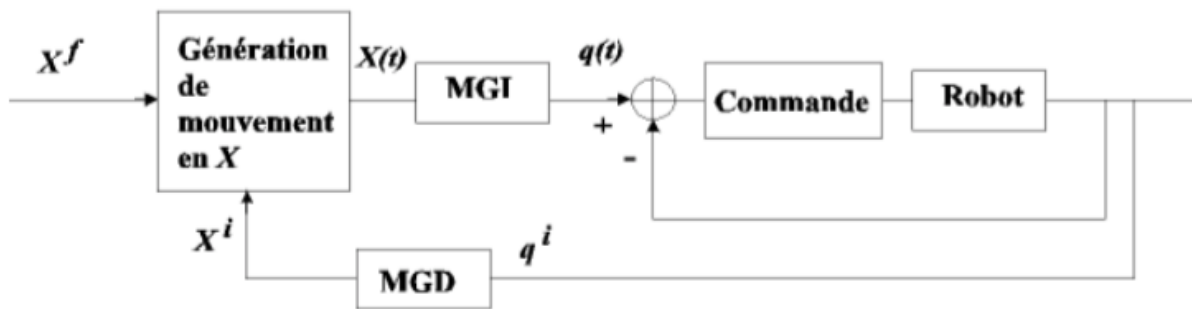 X^f
Génération
de
mouvement
en X
X(t)
MGI
q(t)
+
-
Commande
Robot
X^i
MGD
q^i